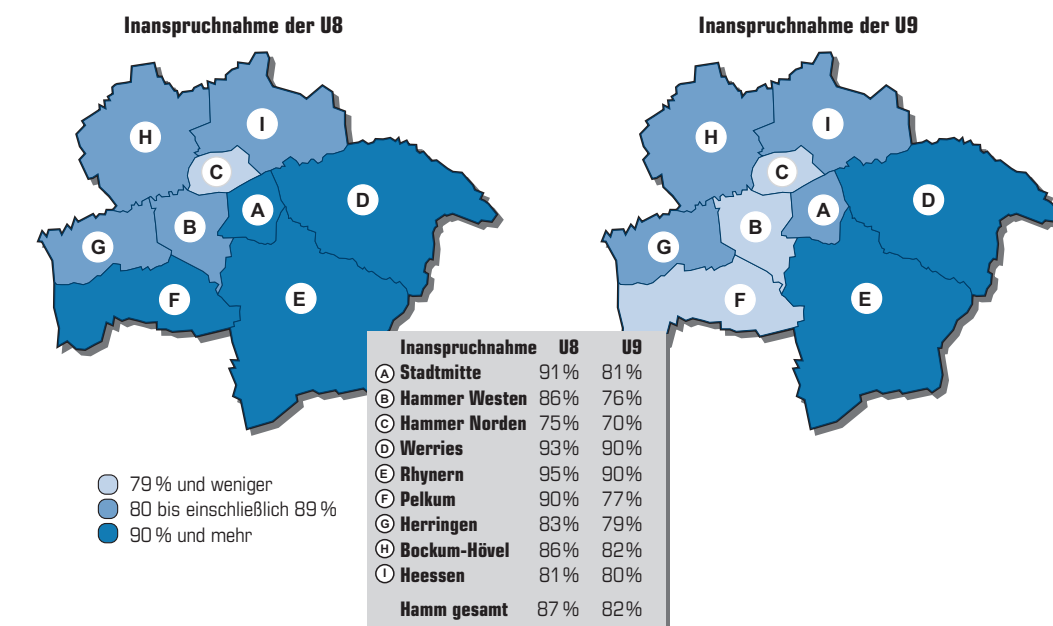 Inanspruchnahme der U8
H
I
C
D
A
B
G
F
E
Inanspruchnahme der U9
H
I
C
D
A
B
G
F
E
79 % und weniger
80 bis einschließlich 89 %
90 % und mehr
Inanspruchnahme U8 U9
A Stadtmitte 91 % 81 %
B Hammer Westen 86 % 76 %
C Hammer Norden 75 % 70 %
D Werries 93 % 90 %
E Rhynern 95 % 90 %
F Pelkum 90 % 77 %
G Herringen 83 % 79 %
H Bockum-Hövel 86 % 82 %
I Heessen 81 % 80 %
Hamm gesamt 87 % 82 %